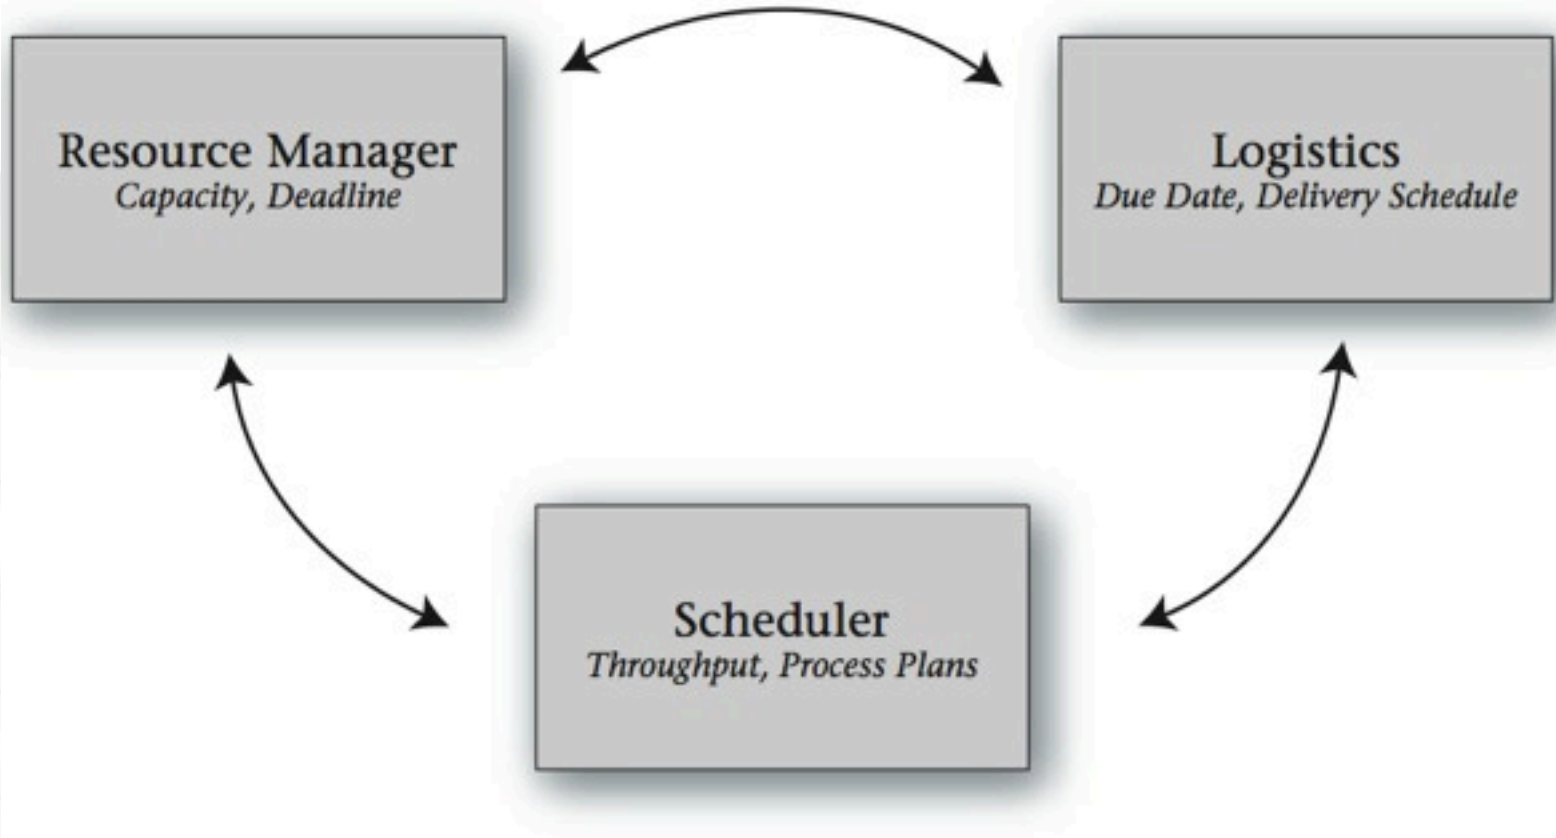 Resource Manager
Capacity, Deadline
Logistics
Due Date, Delivery Schedule
Scheduler
Throughput, Process Plans